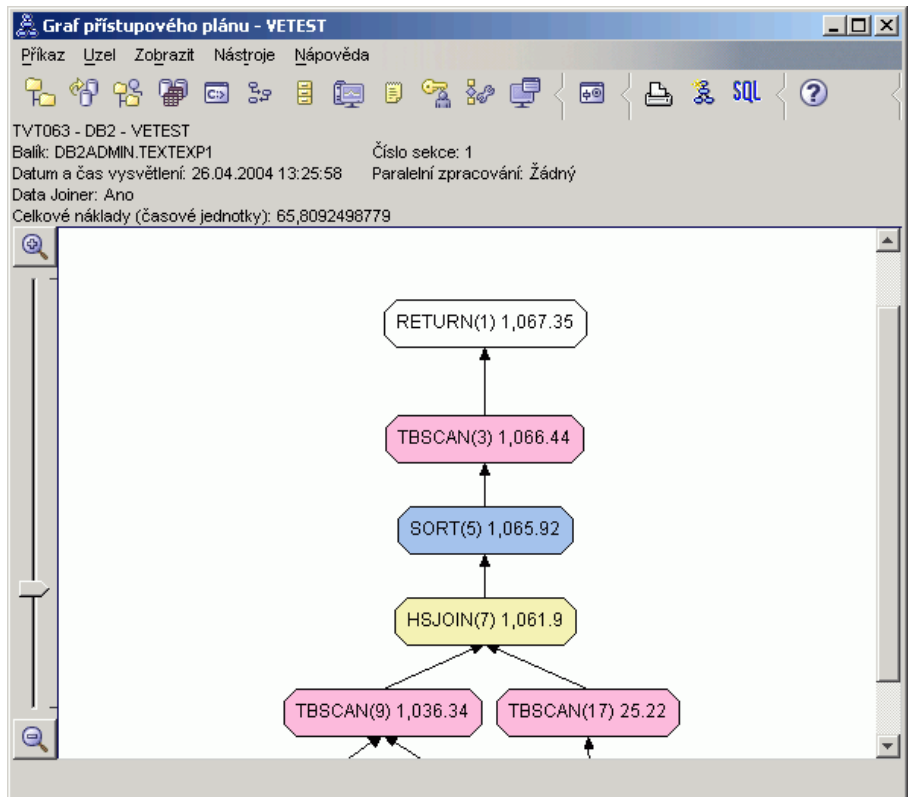 Graf přístupového plánu - VETEST
Příkaz Uzel Zobrazit Nástroje Nápověda
C:> SQL ?
TVT063 - DB2 - VETEST
Balík: DB2ADMIN.TEXTEXP1 Číslo sekce: 1
Datum a čas vysvětlení: 26.04.2004 13:25:58 Paralelní zpracování: Žádný
Data Joiner: Ano
Celkové náklady (časové jednotky): 65,8092498779
RETURN(1) 1,067.35
TBSCAN(3) 1,066.44
SORT(5) 1,065.92
HSJOIN(7) 1,061.9
TBSCAN(9) 1,036.34 TBSCAN(17) 25.22